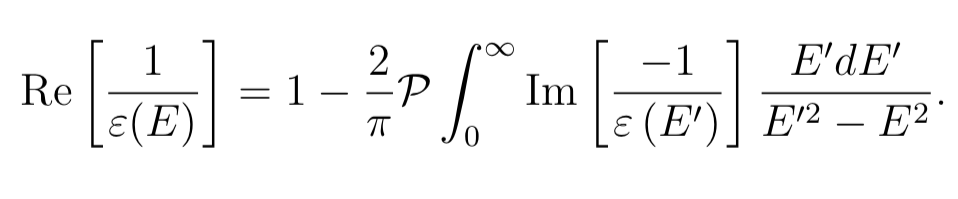 Re [1/ε(E)] = 1 − 2/π 𝒫 ∫₀^∞ Im [−1/ε (E′)] E′dE′/(E′² − E²).